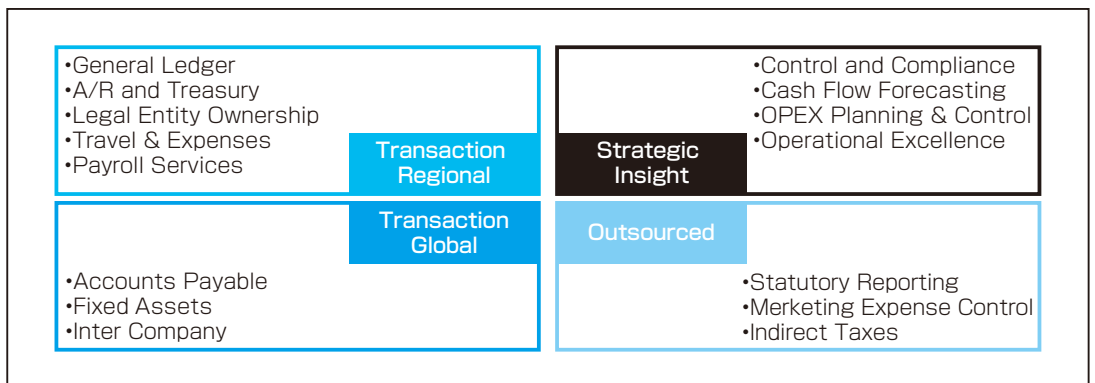 •General Ledger
•A/R and Treasury
•Legal Entity Ownership
•Travel & Expenses
•Payroll Services
Transaction
Regional
•Control and Compliance
•Cash Flow Forecasting
•OPEX Planning & Control
•Operational Excellence
Strategic
Insight
Transaction
Global
•Accounts Payable
•Fixed Assets
•Inter Company
Outsourced
•Statutory Reporting
•Merketing Expense Control
•Indirect Taxes